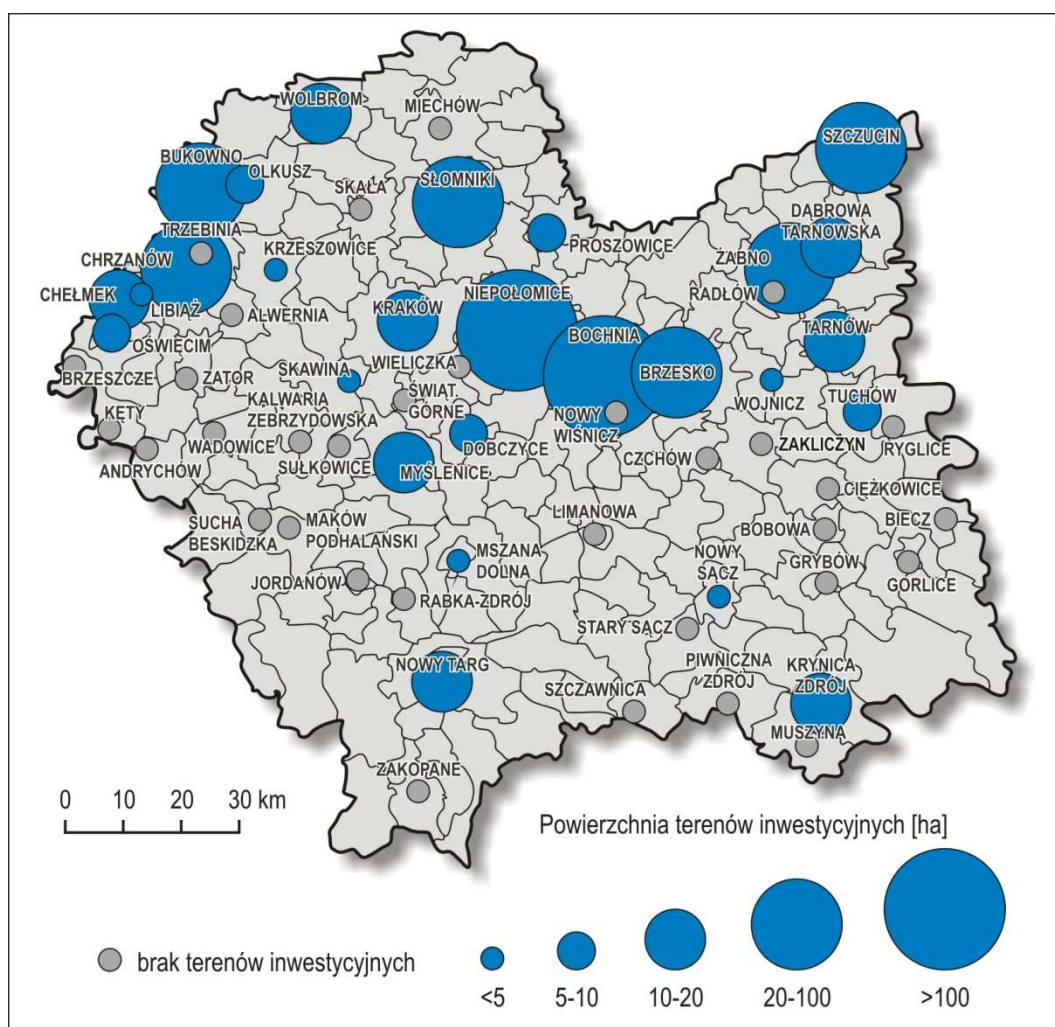 WOLBROM
MIECHÓW
SZCZUCIN
BUKOWNO
OLKUSZ
SKAŁA
SŁOMNIKI
DĄBROWA
TARNOWSKA
TRZEBINIA
KRZESZOWICE
PROSZOWICE
CHRZANÓW
ŻABNO
CHEŁMEK
LIBIĄŻ
ALWERNIA
KRAKÓW
NIEPOŁOMICE
RADŁÓW
OŚWIĘCIM
BOCHNIA
TARNÓW
BRZESZCZE
ZATOR
SKAWINA
WIELICZKA
BRZESKO
KALWARIA
ZEBRZYDOWSKA
ŚWIĄT.
GÓRNE
WOJNICZ
TUCHÓW
KĘTY
WADOWICE
NOWY
WIŚNICZ
RYGLICE
ANDRYCHÓW
SUŁKOWICE
MYŚLENICE
DOBCZYCE
CZCHÓW
ZAKLICZYN
CIĘŻKOWICE
SUCHA
BESKIDZKA
MAKÓW
PODHALAŃSKI
LIMANOWA
BOBOWA
BIECZ
JORDANÓW
MSZANA
DOLNA
NOWY
SĄCZ
GRYBÓW
GORLICE
RABKA-ZDRÓJ
STARY SĄCZ
NOWY TARG
SZCZAWNICA
PIWNICZNA
ZDRÓJ
KRYNICA
ZDRÓJ
MUSZYNA
ZAKOPANE
0 10 20 30 km
Powierzchnia terenów inwestycyjnych [ha]
brak terenów inwestycyjnych
<5 5-10 10-20 20-100 >100